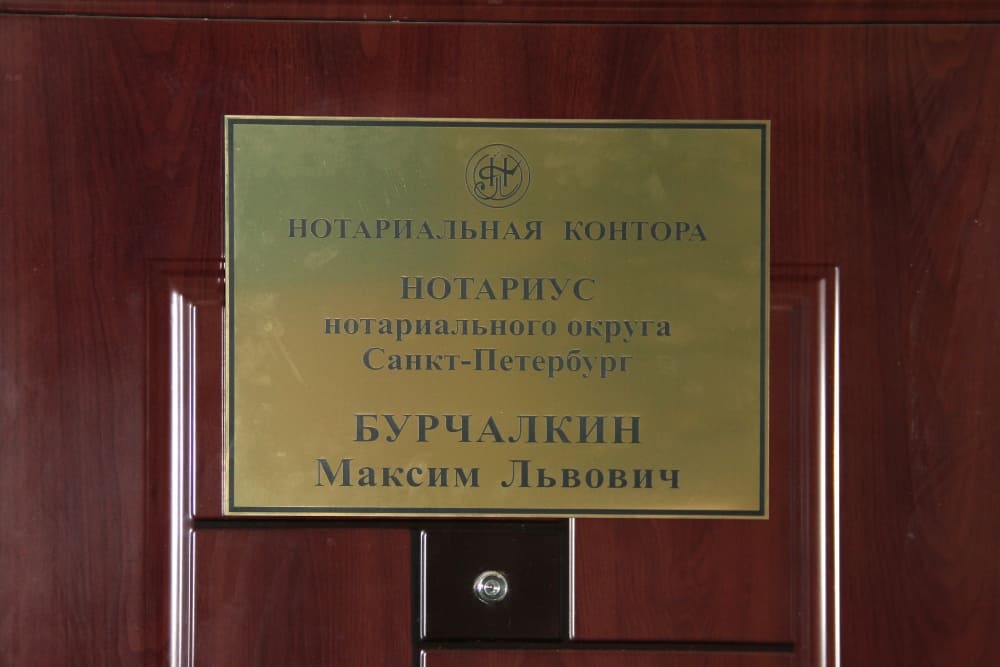 НОТАРИАЛЬНАЯ КОНТОРА
НОТАРИУС
нотариального округа
Санкт-Петербург
БУРЧАЛКИН
Максим Львович